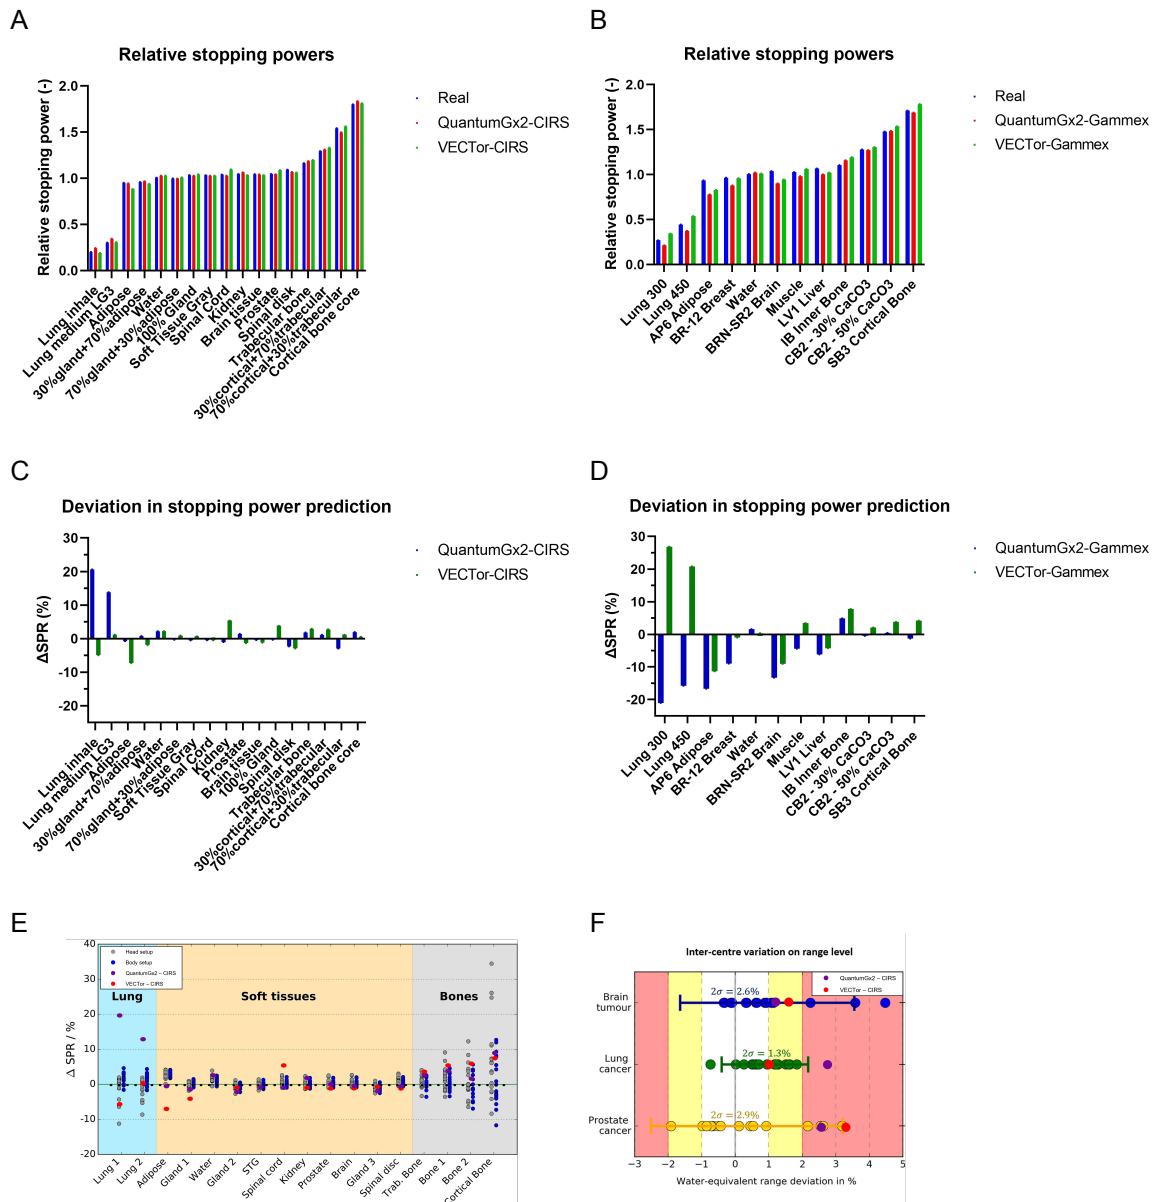 A
Relative stopping powers
Relative stopping power (-)
2.0
1.5
1.0
0.5
0.0
Real
QuantumGx2-CIRS
VECTor-CIRS
Lung inhale
Lung medium LG3
Adipose
30%gland+70%adipose
Water
70%gland+30%adipose
100% Gland
Soft Tissue Gray
Spinal Cord
Kidney
Brain tissue
Prostate
Spinal disk
Trabecular bone
30%cortical+70%trabecular
70%cortical+30%trabecular
Cortical bone core
B
Relative stopping powers
Relative stopping power (-)
2.0
1.5
1.0
0.5
0.0
Real
QuantumGx2-Gammex
VECTor-Gammex
Lung 300
Lung 450
AP6 Adipose
BR-12 Breast
Water
BRN-SR2 Brain
Muscle
LV1 Liver
IB Inner Bone
CB2 - 30% CaCO3
CB2 - 50% CaCO3
SB3 Cortical Bone
C
Deviation in stopping power prediction
ΔSPR (%)
30
20
10
0
-10
-20
QuantumGx2-CIRS
VECTor-CIRS
Lung inhale
Lung medium LG3
Adipose
30%gland+70%adipose
Water
70%gland+30%adipose
Soft Tissue Gray
Spinal Cord
Kidney
Prostate
Brain tissue
100% Gland
Spinal disk
Trabecular bone
30%cortical+70%trabecular
70%cortical+30%trabecular
Cortical bone core
D
Deviation in stopping power prediction
ΔSPR (%)
30
20
10
0
-10
-20
QuantumGx2-Gammex
VECTor-Gammex
Lung 300
Lung 450
AP6 Adipose
BR-12 Breast
Water
BRN-SR2 Brain
Muscle
LV1 Liver
IB Inner Bone
CB2 - 30% CaCO3
CB2 - 50% CaCO3
SB3 Cortical Bone
E
Δ SPR / %
40
30
20
10
0
-10
-20
Head setup
Body setup
QuantumGx2 – CIRS
VECTor – CIRS
Lung
Soft tissues
Bones
Lung 1
Lung 2
Adipose
Gland 1
Water
Gland 2
STG
Spinal cord
Kidney
Prostate
Brain
Gland 3
Spinal disc
Trab. Bone
Bone 1
Bone 2
Cortical Bone
F
Inter-centre variation on range level
QuantumGx2 – CIRS
VECTor – CIRS
Brain
tumour
2σ = 2.6%
Lung
cancer
2σ = 1.3%
Prostate
cancer
2σ = 2.9%
−3 −2 −1 0 1 2 3 4 5
Water-equivalent range deviation in %